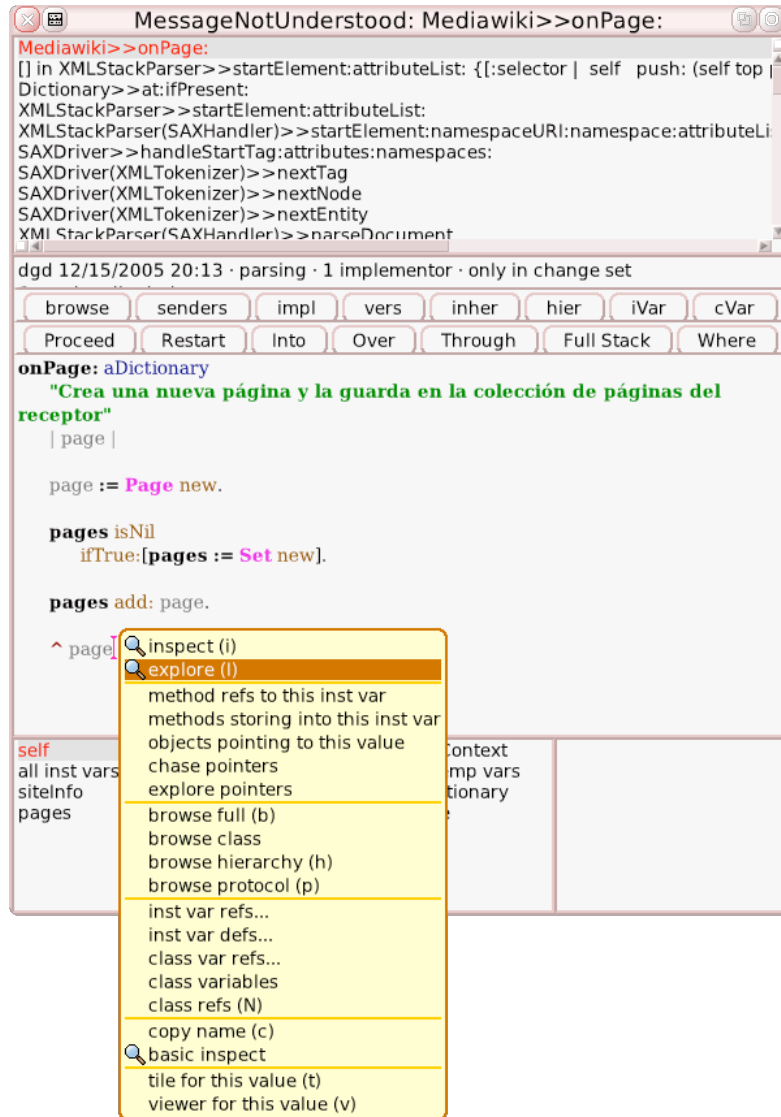 MessageNotUnderstood: Mediawiki>>onPage:
Mediawiki>>onPage:
[] in XMLStackParser>>startElement:attributeList: {[:selector | self push: (self top
Dictionary>>at:ifPresent:
XMLStackParser>>startElement:attributeList:
XMLStackParser(SAXHandler)>>startElement:namespaceURI:namespace:attributeLi
SAXDriver>>handleStartTag:attributes:namespaces:
SAXDriver(XMLTokenizer)>>nextTag
SAXDriver(XMLTokenizer)>>nextNode
SAXDriver(XMLTokenizer)>>nextEntity
XMLStackParser(SAXHandler)>>parseDocument
dgd 12/15/2005 20:13 · parsing · 1 implementor · only in change set
browse senders impl vers inher hier iVar cVar
Proceed Restart Into Over Through Full Stack Where
onPage: aDictionary
"Crea una nueva página y la guarda en la colección de páginas del
receptor"
| page |
page := Page new.
pages isNil
ifTrue:[pages := Set new].
pages add: page.
^ page
inspect (i)
explore (I)
method refs to this inst var
methods storing into this inst var
objects pointing to this value
chase pointers
explore pointers
browse full (b)
browse class
browse hierarchy (h)
browse protocol (p)
inst var refs...
inst var defs...
class var refs...
class variables
class refs (N)
copy name (c)
basic inspect
tile for this value (t)
viewer for this value (v)
self
all inst vars
siteInfo
pages
Context
mp vars
tionary